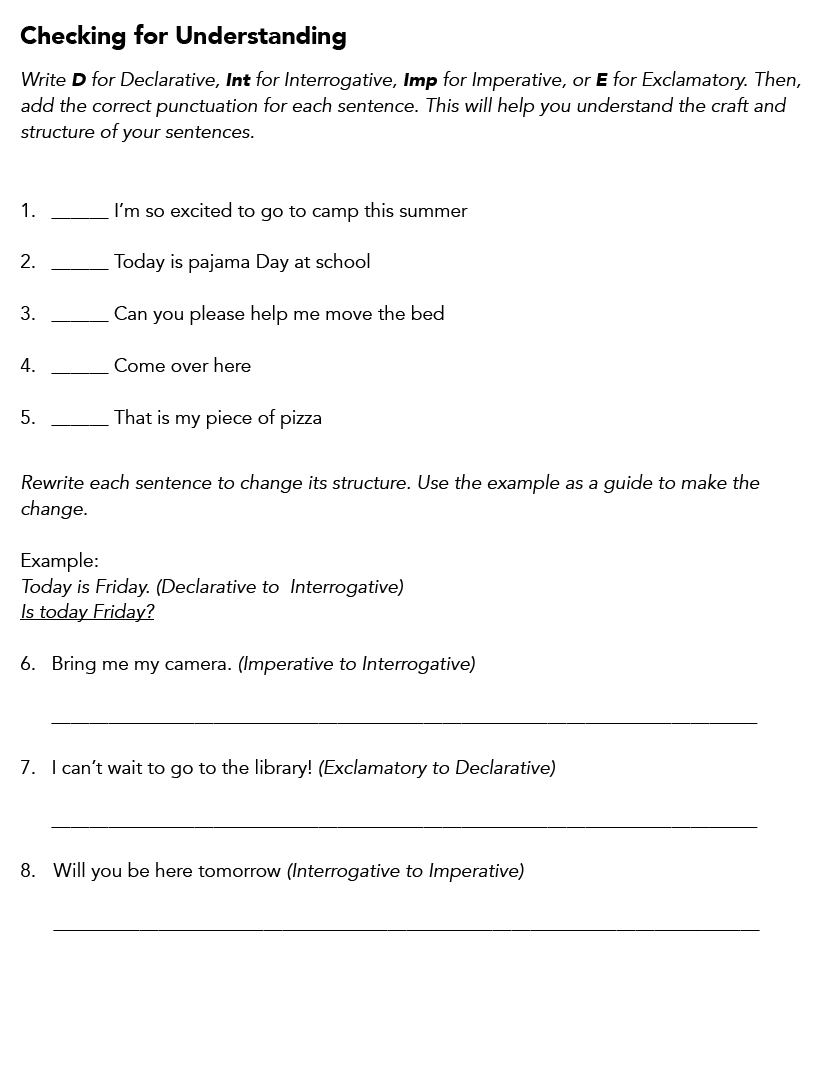 Checking for Understanding
Write D for Declarative, Int for Interrogative, Imp for Imperative, or E for Exclamatory. Then,
add the correct punctuation for each sentence. This will help you understand the craft and
structure of your sentences.
1. ______ I’m so excited to go to camp this summer
2. ______ Today is pajama Day at school
3. ______ Can you please help me move the bed
4. ______ Come over here
5. ______ That is my piece of pizza
Rewrite each sentence to change its structure. Use the example as a guide to make the
change.
Example:
Today is Friday. (Declarative to Interrogative)
Is today Friday?
6. Bring me my camera. (Imperative to Interrogative)
7. I can’t wait to go to the library! (Exclamatory to Declarative)
8. Will you be here tomorrow (Interrogative to Imperative)